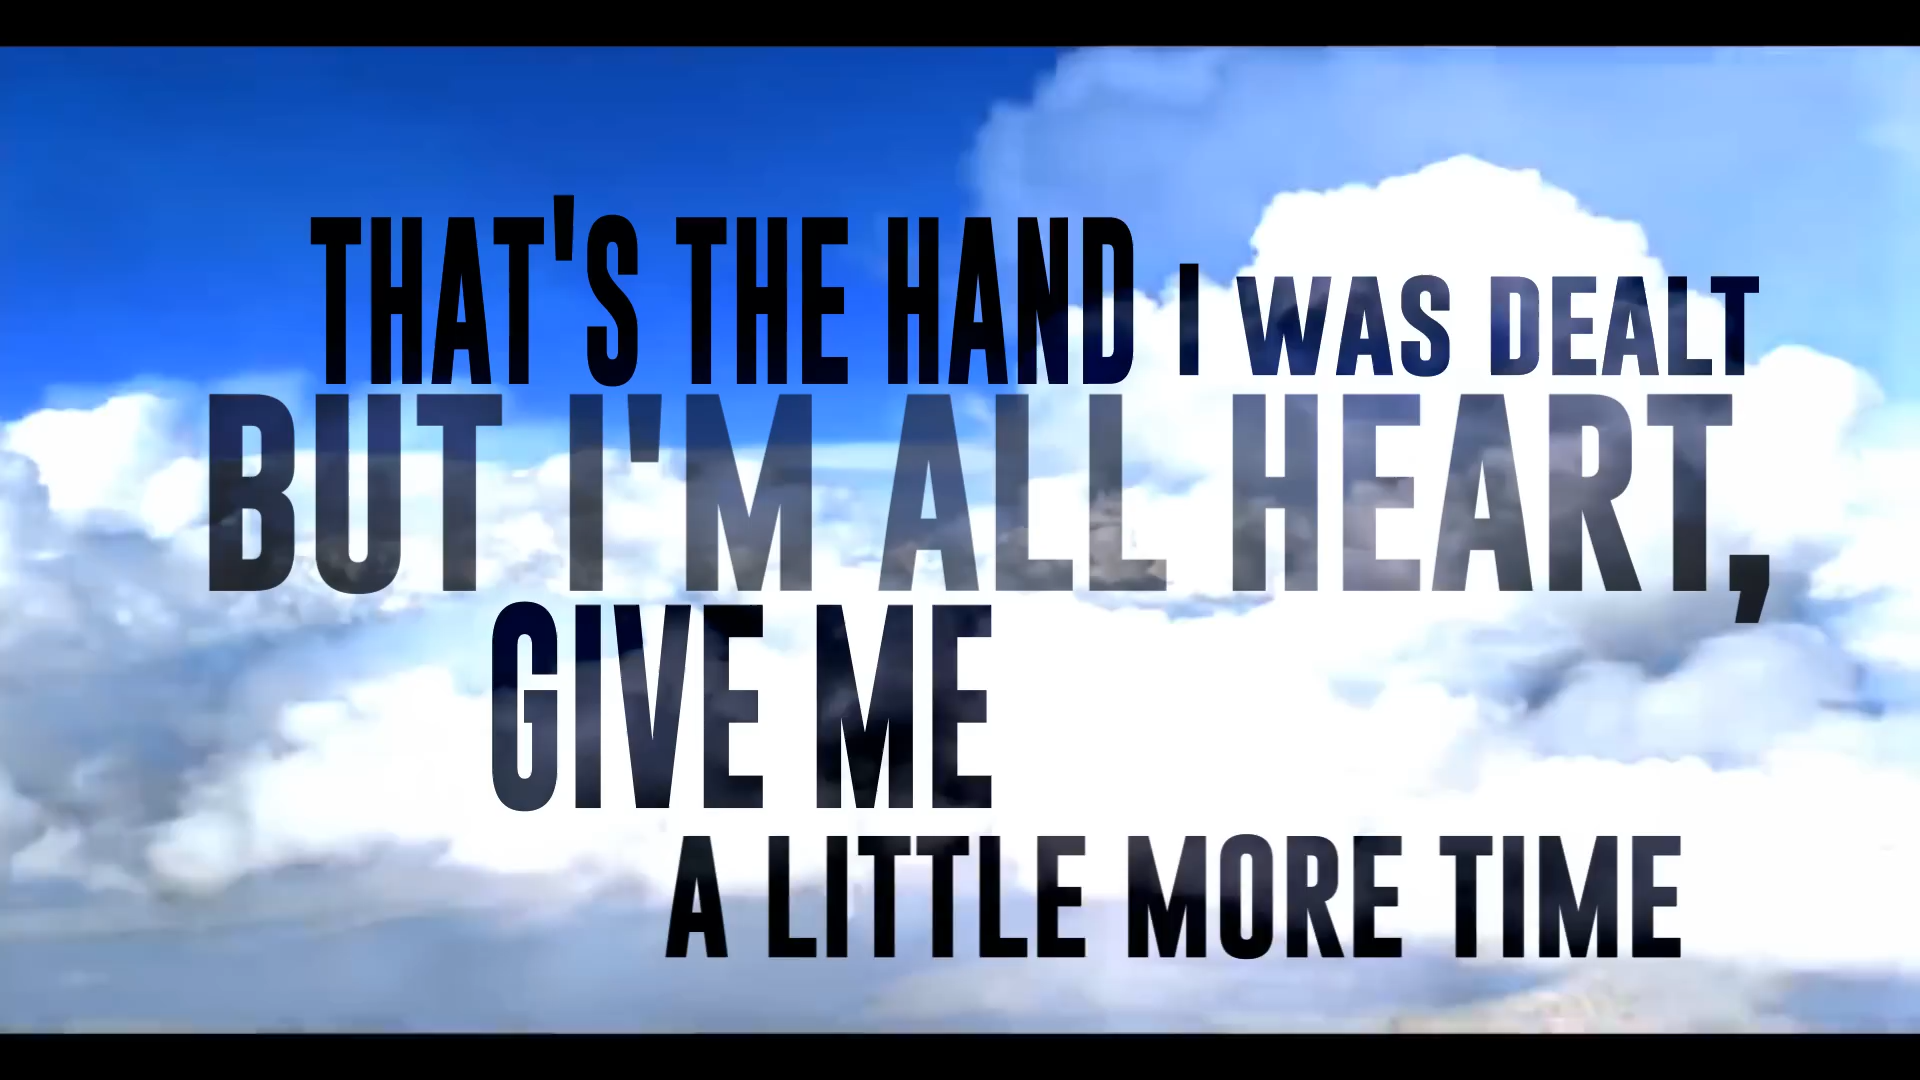 THAT'S THE HAND I WAS DEALT
BUT I'M ALL HEART,
GIVE ME
A LITTLE MORE TIME